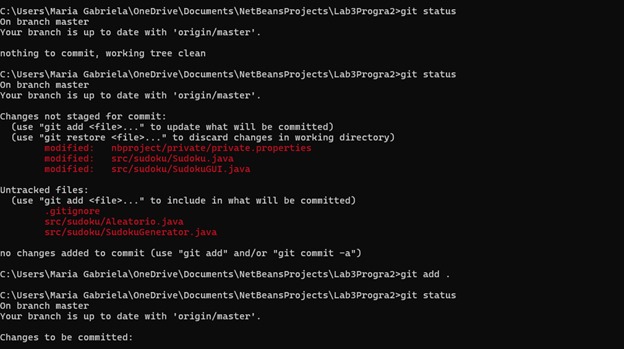 C:\Users\Maria Gabriela\OneDrive\Documents\NetBeansProjects\Lab3Progra2>git status
On branch master
Your branch is up to date with 'origin/master'.
nothing to commit, working tree clean
C:\Users\Maria Gabriela\OneDrive\Documents\NetBeansProjects\Lab3Progra2>git status
On branch master
Your branch is up to date with 'origin/master'.
Changes not staged for commit:
(use "git add <file>..." to update what will be committed)
(use "git restore <file>..." to discard changes in working directory)
modified: nbproject/private/private.properties
modified: src/sudoku/Sudoku.java
modified: src/sudoku/SudokuGUI.java
Untracked files:
(use "git add <file>..." to include in what will be committed)
.gitignore
src/sudoku/Aleatorio.java
src/sudoku/SudokuGenerator.java
no changes added to commit (use "git add" and/or "git commit -a")
C:\Users\Maria Gabriela\OneDrive\Documents\NetBeansProjects\Lab3Progra2>git add .
C:\Users\Maria Gabriela\OneDrive\Documents\NetBeansProjects\Lab3Progra2>git status
On branch master
Your branch is up to date with 'origin/master'.
Changes to be committed: